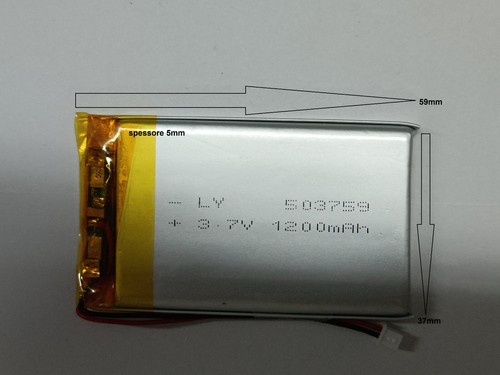 59mm
spessore 5mm
- LY 503759
+ 3.7V 1200mAh
37mm